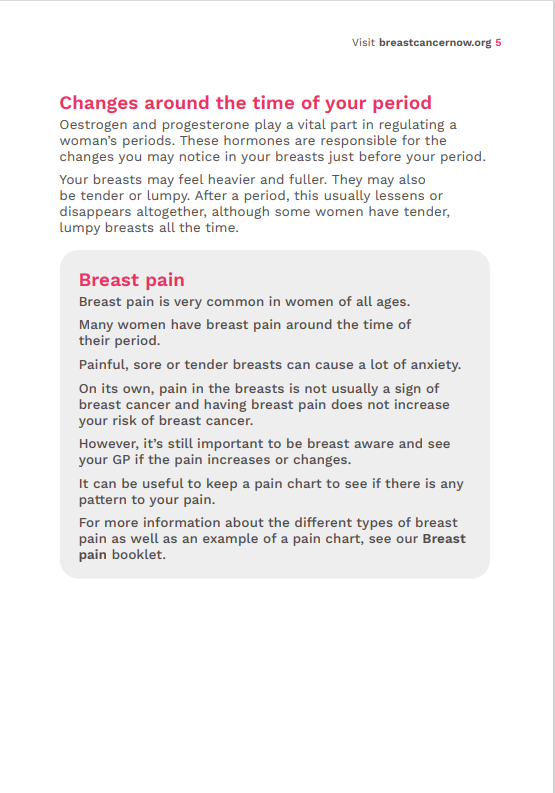 Visit breastcancernow.org 5
Changes around the time of your period
Oestrogen and progesterone play a vital part in regulating a
woman's periods. These hormones are responsible for the
changes you may notice in your breasts just before your period.
Your breasts may feel heavier and fuller. They may also
be tender or lumpy. After a period, this usually lessens or
disappears altogether, although some women have tender,
lumpy breasts all the time.
Breast pain
Breast pain is very common in women of all ages.
Many women have breast pain around the time of
their period.
Painful, sore or tender breasts can cause a lot of anxiety.
On its own, pain in the breasts is not usually a sign of
breast cancer and having breast pain does not increase
your risk of breast cancer.
However, it's still important to be breast aware and see
your GP if the pain increases or changes.
It can be useful to keep a pain chart to see if there is any
pattern to your pain.
For more information about the different types of breast
pain as well as an example of a pain chart, see our Breast
pain booklet.